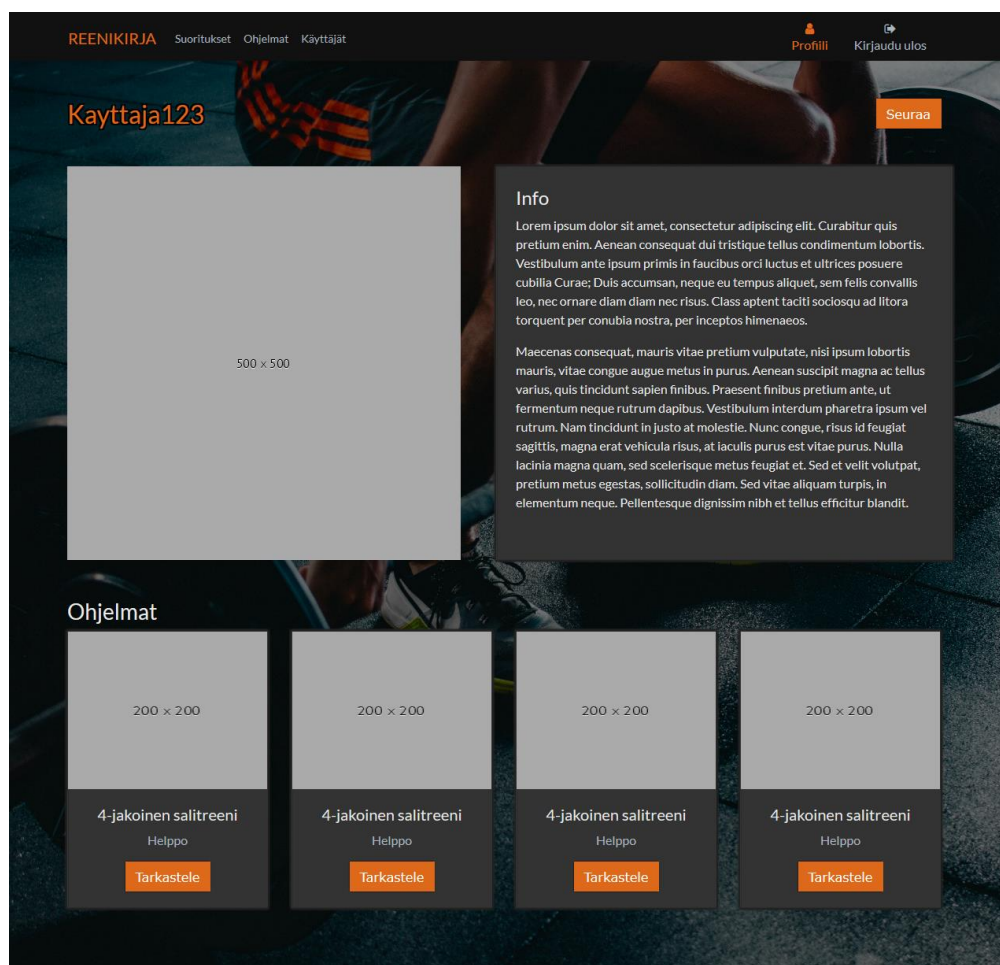 REENIKIRJA Suoritukset Ohjelmat Käyttäjät Profiili Kirjaudu ulos
Kayttaja123 Seuraa
500 × 500
Info
Lorem ipsum dolor sit amet, consectetur adipiscing elit. Curabitur quis
pretium enim. Aenean consequat dui tristique tellus condimentum lobortis.
Vestibulum ante ipsum primis in faucibus orci luctus et ultrices posuere
cubilia Curae; Duis accumsan, neque eu tempus aliquet, sem felis convallis
leo, nec ornare diam diam nec risus. Class aptent taciti sociosqu ad litora
torquent per conubia nostra, per inceptos himenaeos.
Maecenas consequat, mauris vitae pretium vulputate, nisi ipsum lobortis
mauris, vitae congue augue metus in purus. Aenean suscipit magna ac tellus
varius, quis tincidunt sapien finibus. Praesent finibus pretium ante, ut
fermentum neque rutrum dapibus. Vestibulum interdum pharetra ipsum vel
rutrum. Nam tincidunt in justo at molestie. Nunc congue, risus id feugiat
sagittis, magna erat vehicula risus, at iaculis purus est vitae purus. Nulla
lacinia magna quam, sed scelerisque metus feugiat et. Sed et velit volutpat,
pretium metus egestas, sollicitudin diam. Sed vitae aliquam turpis, in
elementum neque. Pellentesque dignissim nibh et tellus efficitur blandit.
Ohjelmat
200 × 200 200 × 200 200 × 200 200 × 200
4-jakoinen salitreeni 4-jakoinen salitreeni 4-jakoinen salitreeni 4-jakoinen salitreeni
Helppo Helppo Helppo Helppo
Tarkastele Tarkastele Tarkastele Tarkastele